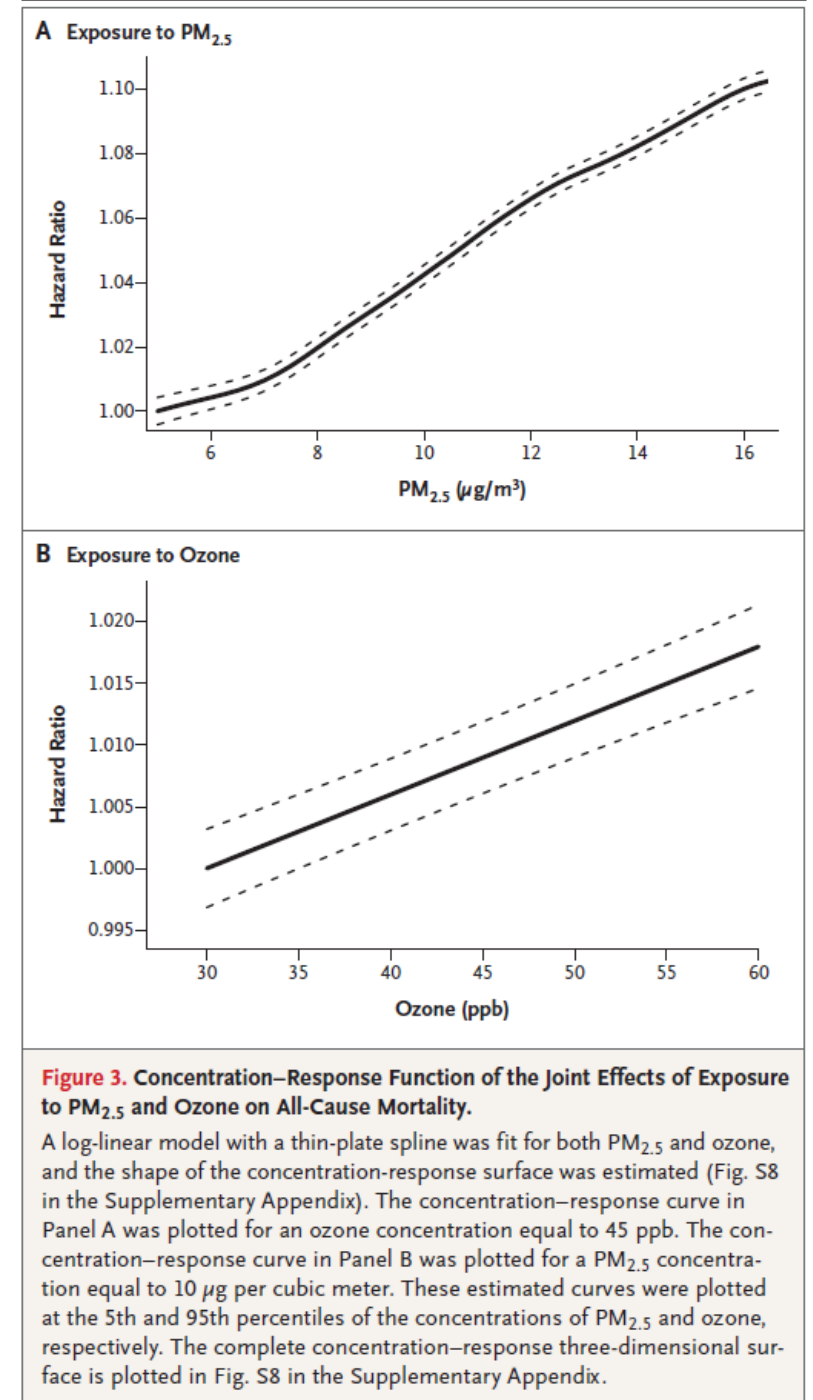 A Exposure to PM2.5
1.10
1.08
1.06
1.04
1.02
1.00
Hazard Ratio
6 8 10 12 14 16
PM2.5 (μg/m³)
B Exposure to Ozone
1.020
1.015
1.010
1.005
1.000
0.995
Hazard Ratio
30 35 40 45 50 55 60
Ozone (ppb)
Figure 3. Concentration–Response Function of the Joint Effects of Exposure
to PM2.5 and Ozone on All-Cause Mortality.
A log-linear model with a thin-plate spline was fit for both PM2.5 and ozone,
and the shape of the concentration-response surface was estimated (Fig. S8
in the Supplementary Appendix). The concentration–response curve in
Panel A was plotted for an ozone concentration equal to 45 ppb. The con-
centration–response curve in Panel B was plotted for a PM2.5 concentra-
tion equal to 10 μg per cubic meter. These estimated curves were plotted
at the 5th and 95th percentiles of the concentrations of PM2.5 and ozone,
respectively. The complete concentration–response three-dimensional sur-
face is plotted in Fig. S8 in the Supplementary Appendix.